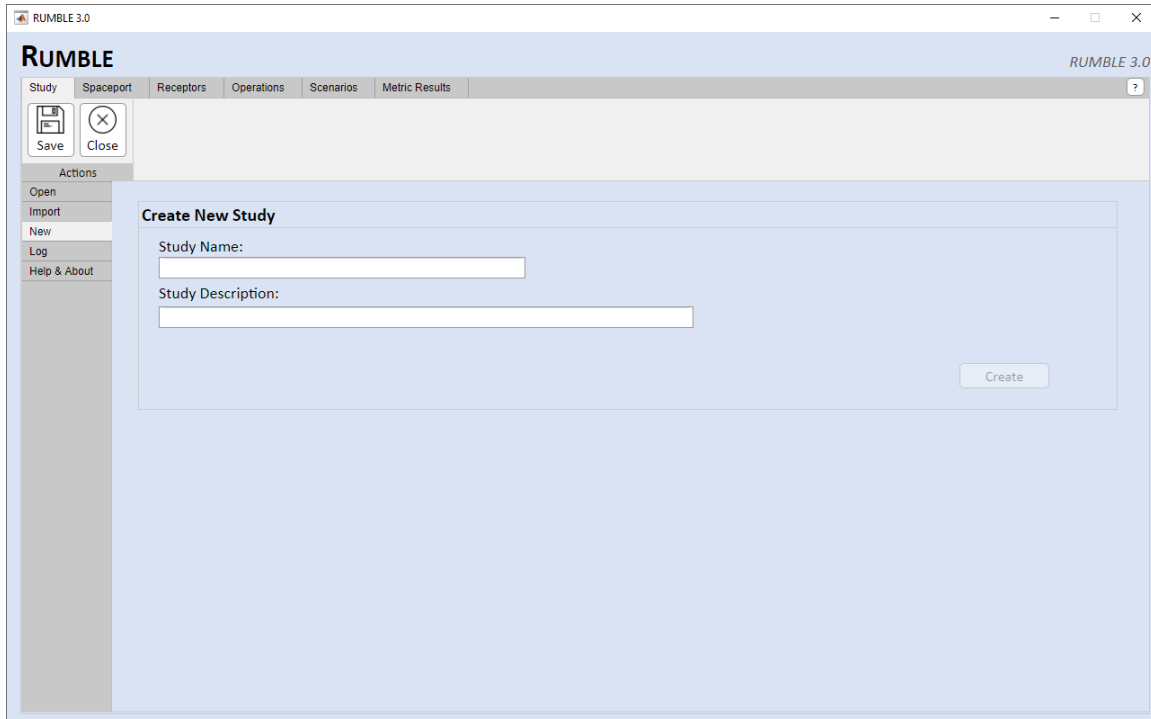 RUMBLE 3.0
RUMBLE
RUMBLE 3.0
Study Spaceport Receptors Operations Scenarios Metric Results ?
Save Close
Actions
Open
Import
New
Log
Help & About
Create New Study
Study Name:
Study Description:
Create